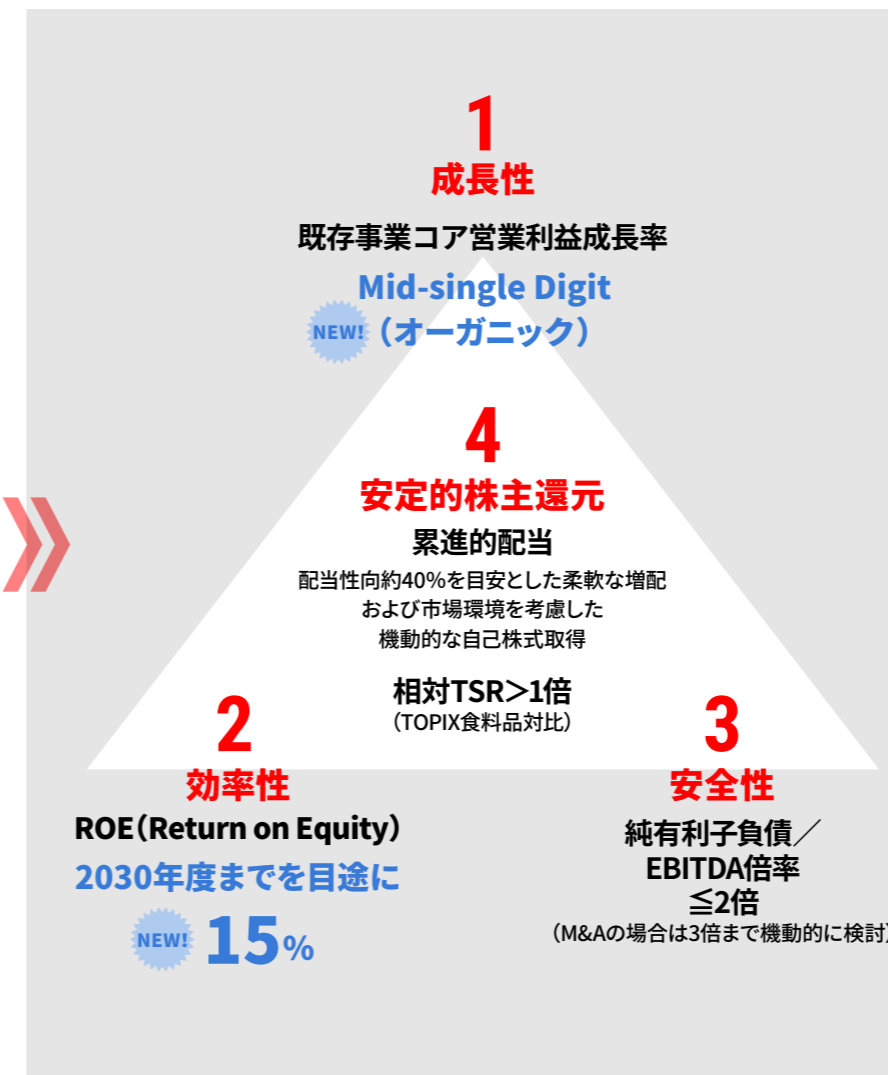 1
成長性
既存事業コア営業利益成長率
Mid-single Digit
NEW!（オーガニック）
4
安定的株主還元
累進的配当
配当性向約40%を目安とした柔軟な増配
および市場環境を考慮した
機動的な自己株式取得
相対TSR＞1倍
（TOPIX食料品対比）
2
効率性
ROE（Return on Equity）
2030年度までを目途に
NEW! 15%
3
安全性
純有利子負債／
EBITDA倍率
≦2倍
（M&Aの場合は3倍まで機動的に検討）